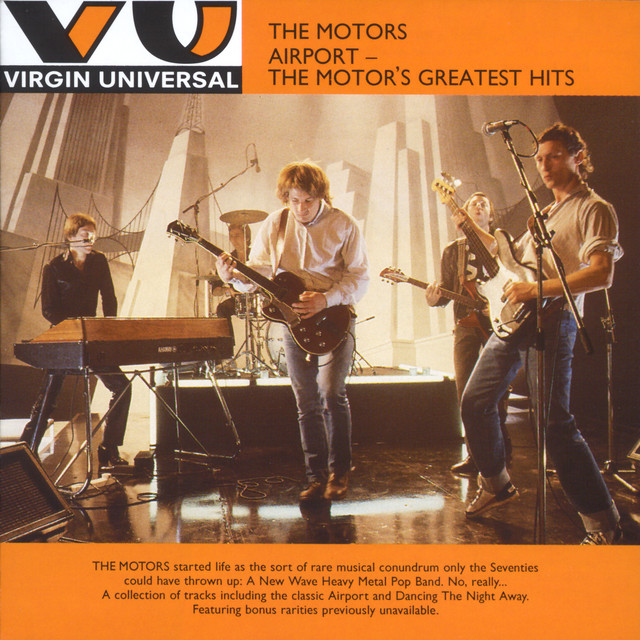 VU
VIRGIN UNIVERSAL
THE MOTORS
AIRPORT –
THE MOTOR'S GREATEST HITS
THE MOTORS started life as the sort of rare musical conundrum only the Seventies
could have thrown up: A New Wave Heavy Metal Pop Band. No, really...
A collection of tracks including the classic Airport and Dancing The Night Away.
Featuring bonus rarities previously unavailable.